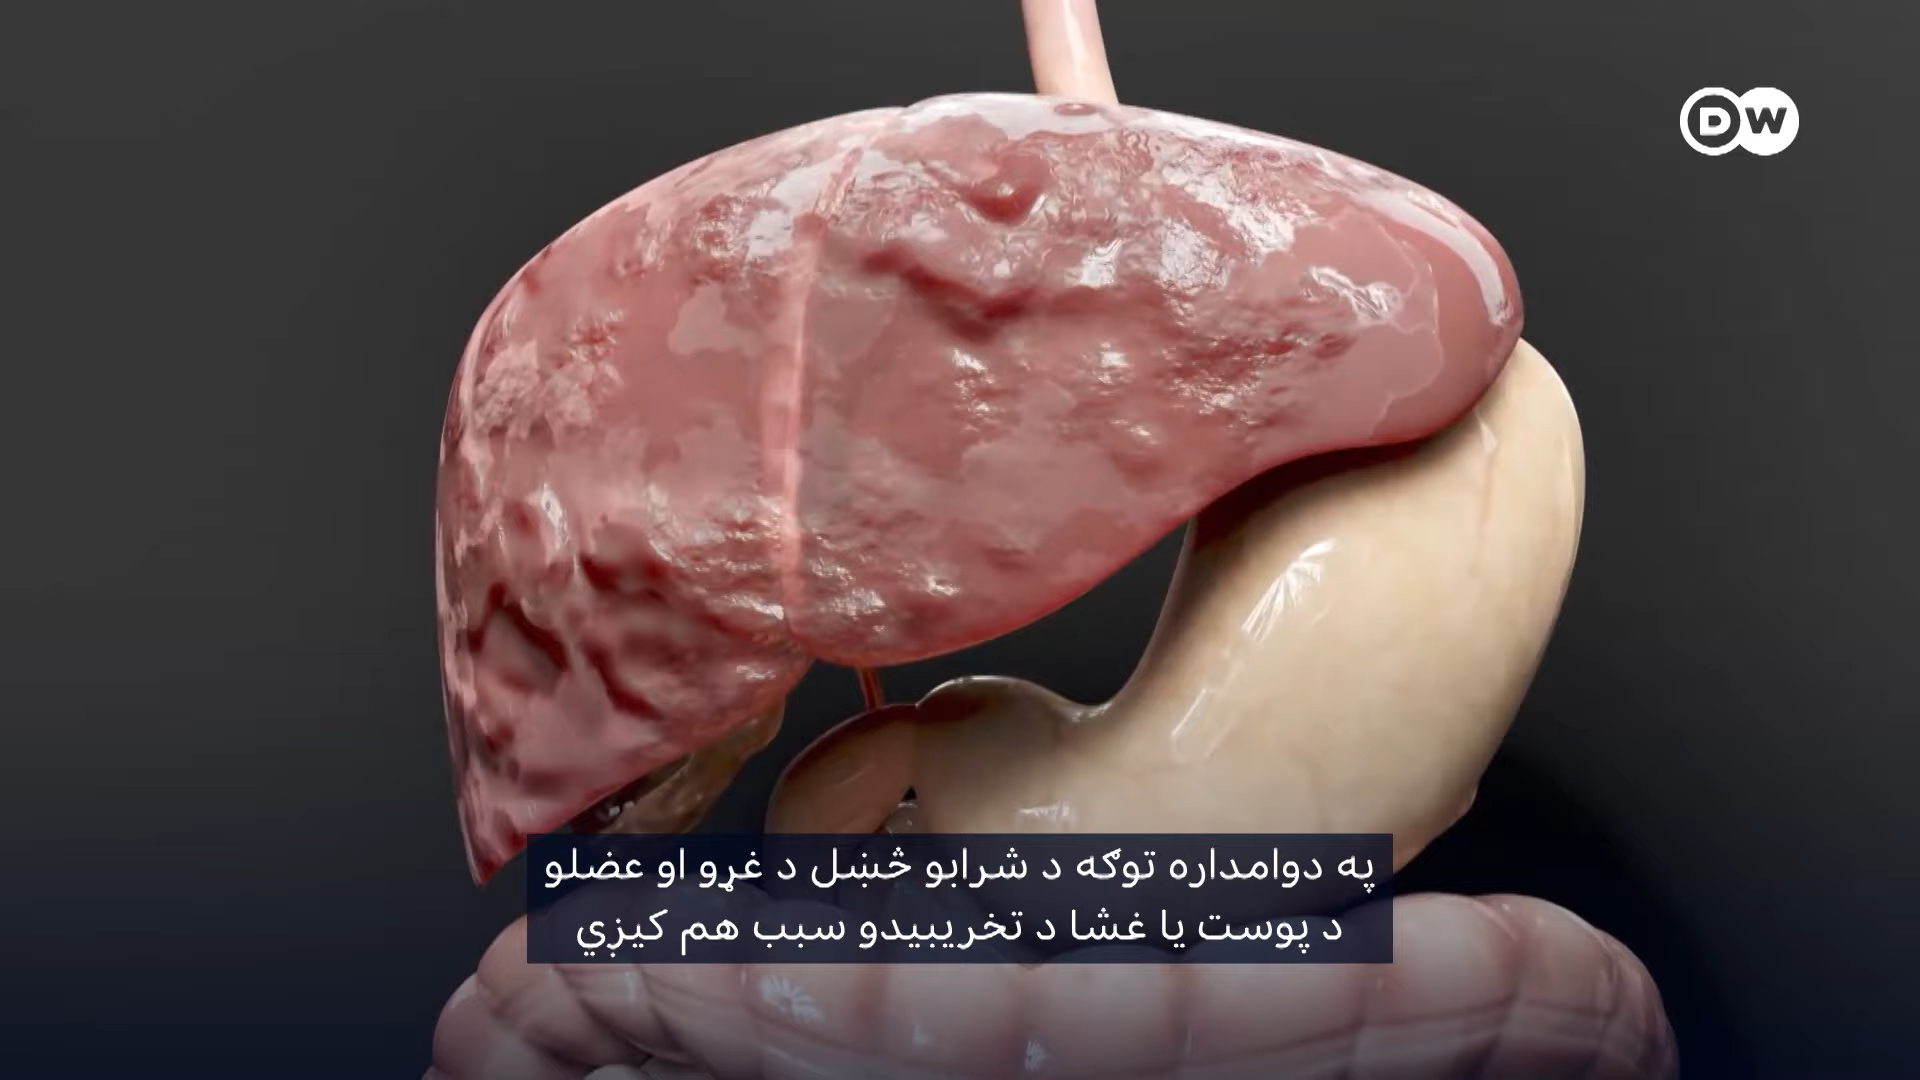 DW
په دوامداره توګه د شرابو څښل د غړو او عضلو
د پوست یا غشا د تخریبیدو سبب هم کیږي